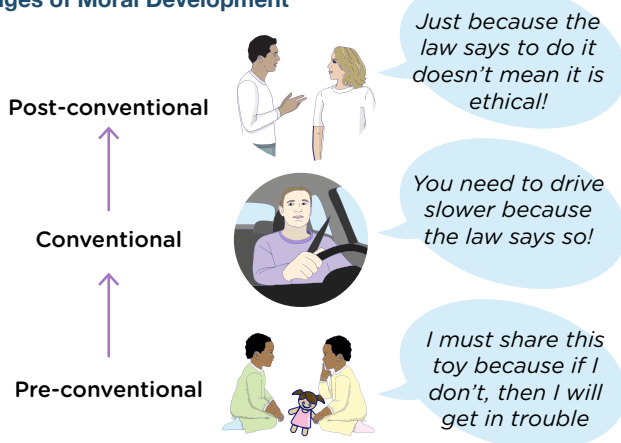 ges of Moral Development
Just because the
law says to do it
doesn't mean it is
ethical!
Post-conventional
You need to drive
slower because
the law says so!
Conventional
I must share this
toy because if I
don't, then I will
get in trouble
Pre-conventional